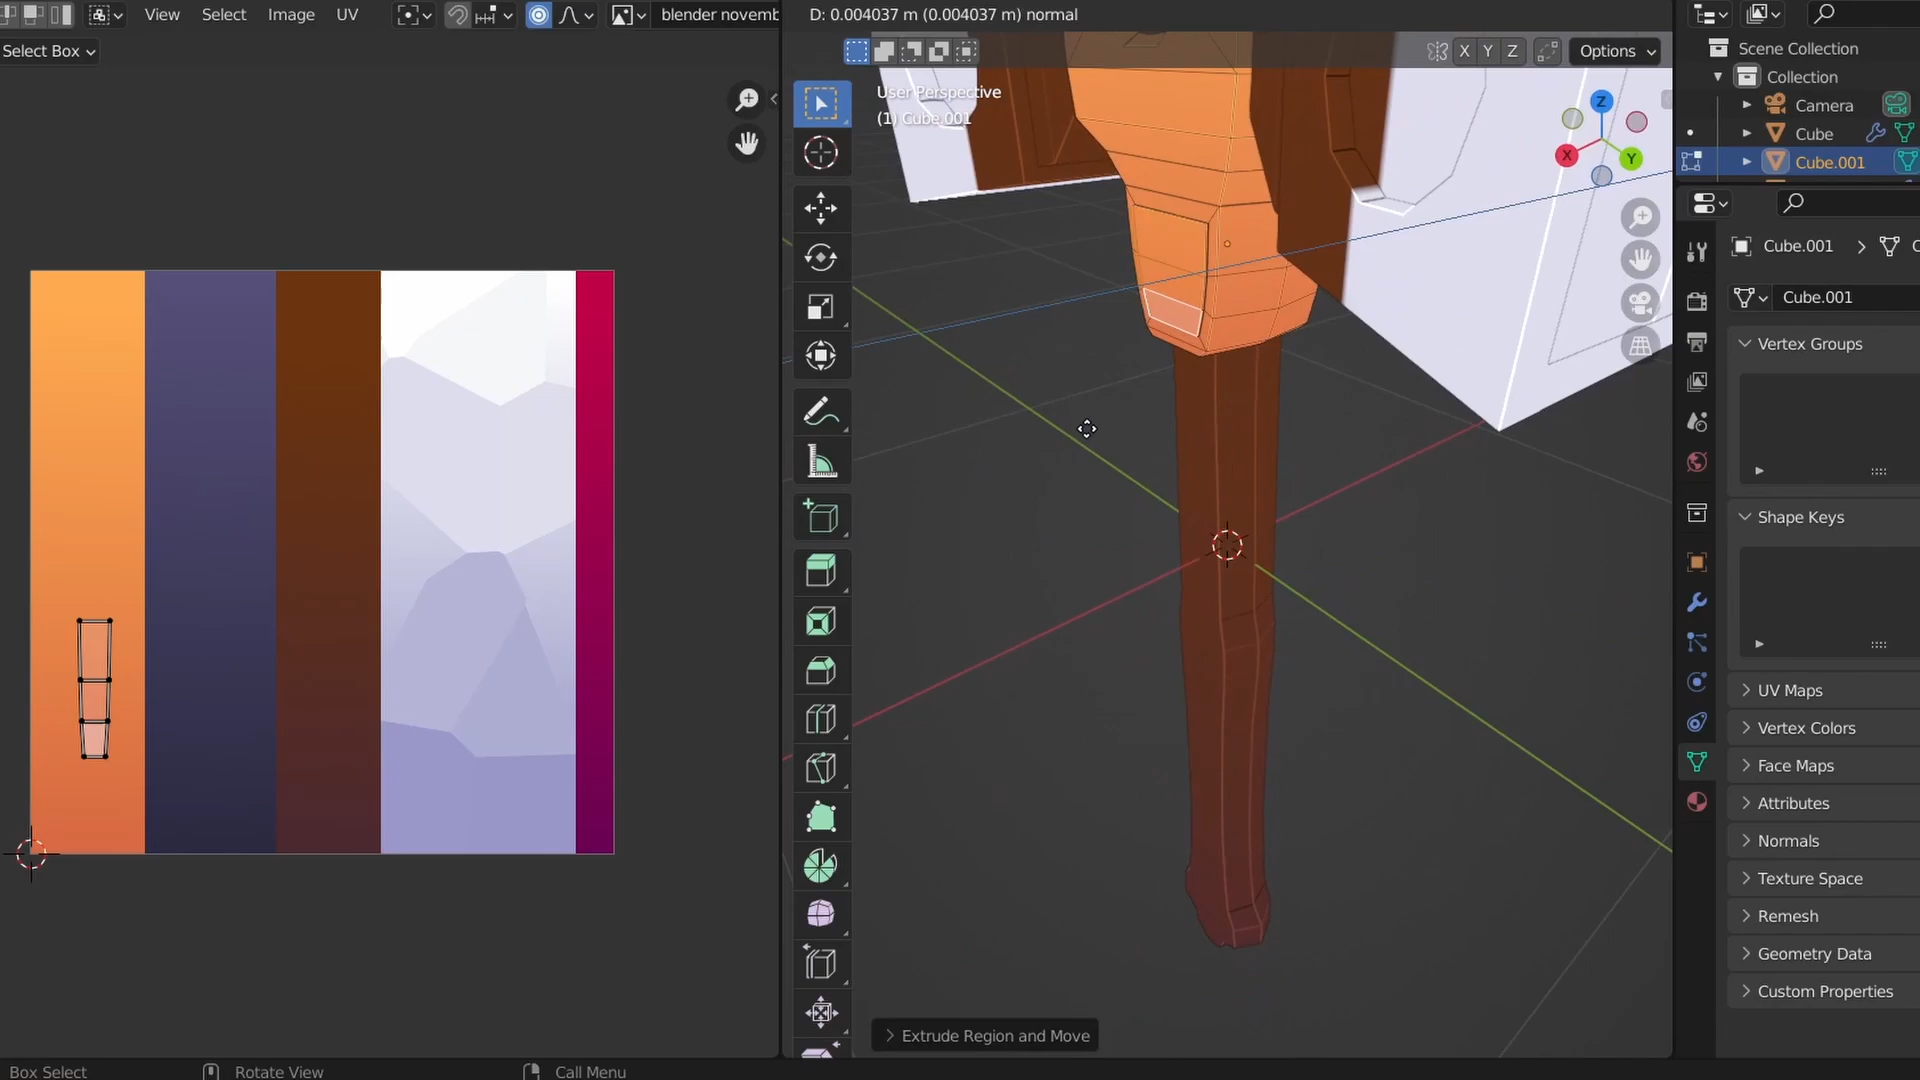 View Select Image UV
blender novemb
D: 0.004037 m (0.004037 m) normal
Select Box
X Y Z
Options
User Perspective
(1) Cube.001
Z
X
Y
Scene Collection
Collection
Camera
Cube
Cube.001
Cube.001
Cube.001
Vertex Groups
Shape Keys
UV Maps
Vertex Colors
Face Maps
Attributes
Normals
Texture Space
Remesh
Geometry Data
Custom Properties
Extrude Region and Move
Box Select
Rotate View
Call Menu